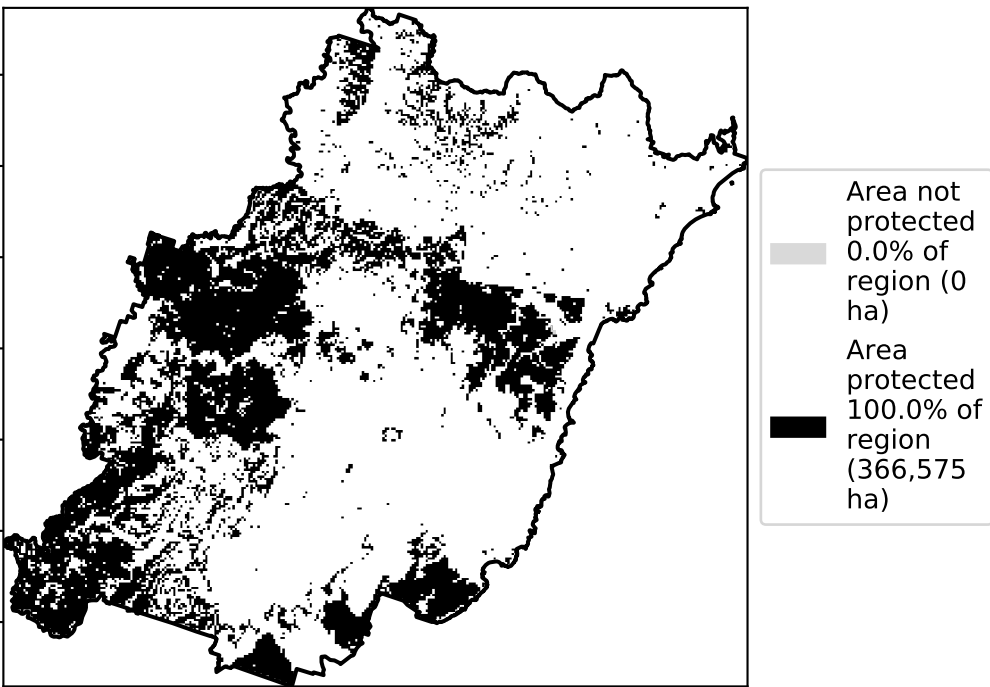 Area not
protected
0.0% of
region (0
ha)
Area
protected
100.0% of
region
(366,575
ha)